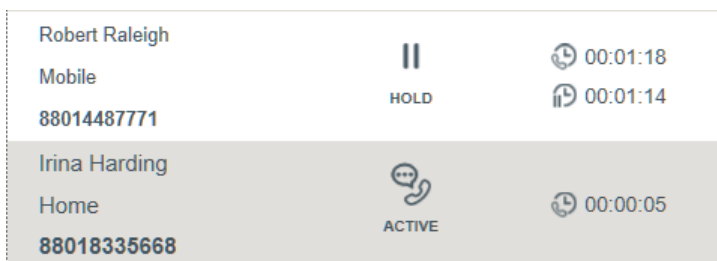 Robert Raleigh
Mobile
88014487771
HOLD
00:01:18
00:01:14
Irina Harding
Home
88018335668
ACTIVE
00:00:05